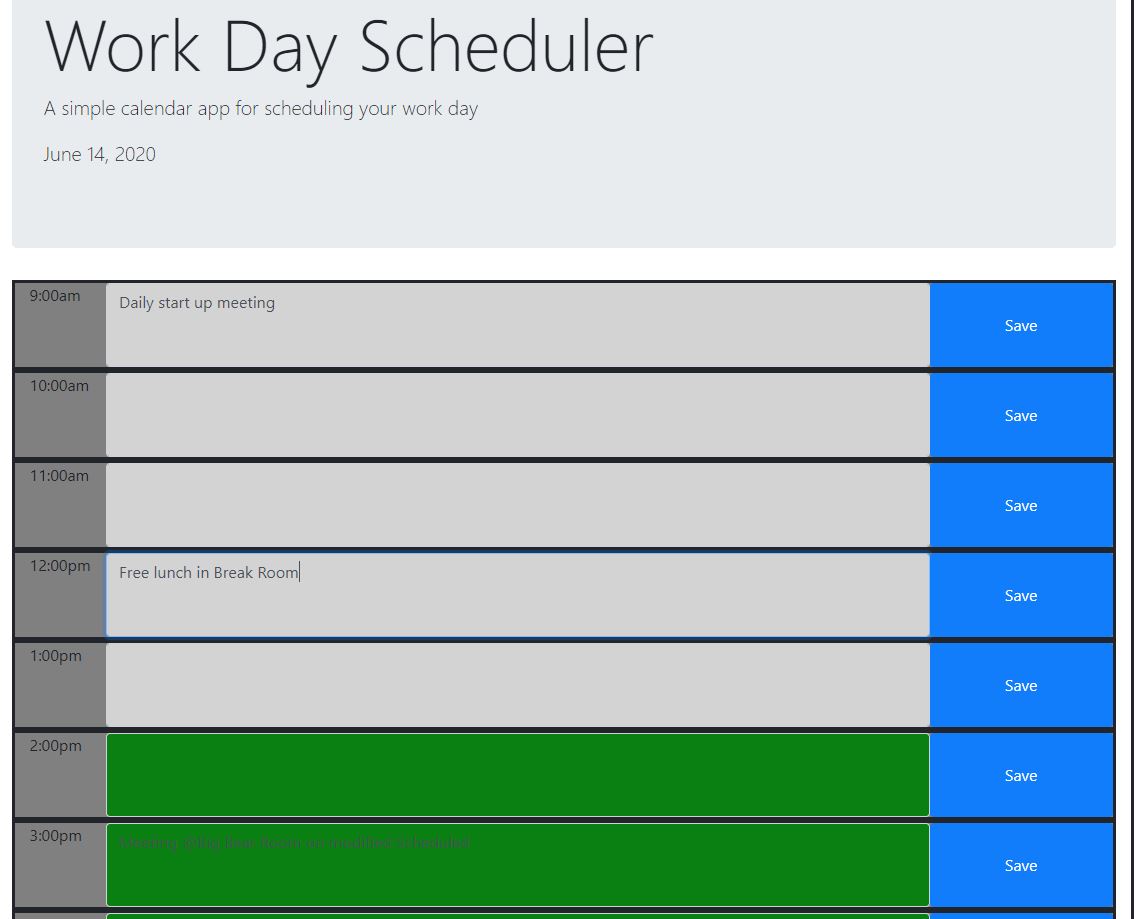 Work Day Scheduler
A simple calendar app for scheduling your work day
June 14, 2020
9:00am Daily start up meeting Save
10:00am Save
11:00am Save
12:00pm Free lunch in Break Room Save
1:00pm Save
2:00pm Save
3:00pm Meeting @Big Bear Room on modified Save